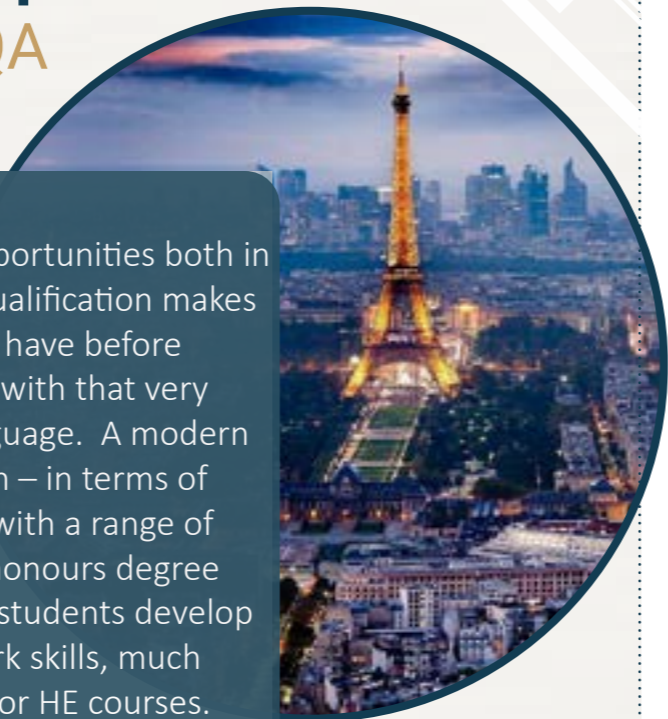 QA
portunities both in
ualification makes
have before
with that very
guage. A modern
– in terms of
with a range of
honours degree
students develop
rk skills, much
or HE courses.